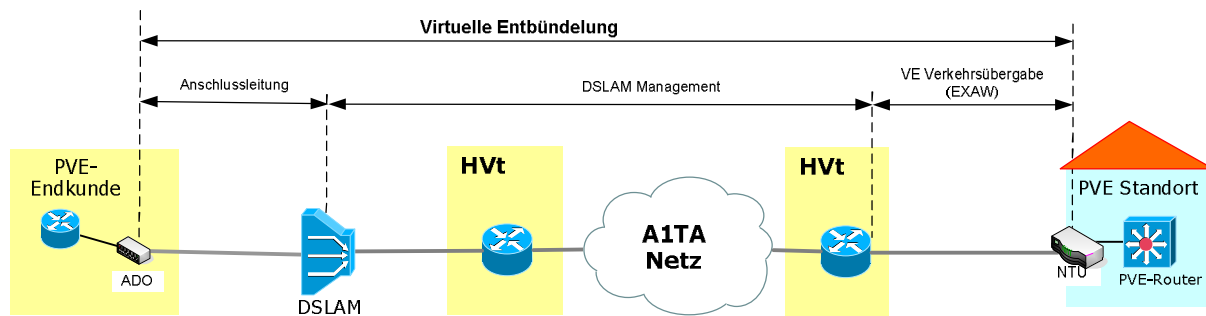 Virtuelle Entbündelung
Anschlussleitung
DSLAM Management
VE Verkehrsübergabe
(EXAW)
PVE-
Endkunde
HVt
HVt
PVE Standort
A1TA
Netz
ADO
DSLAM
NTU
PVE-Router